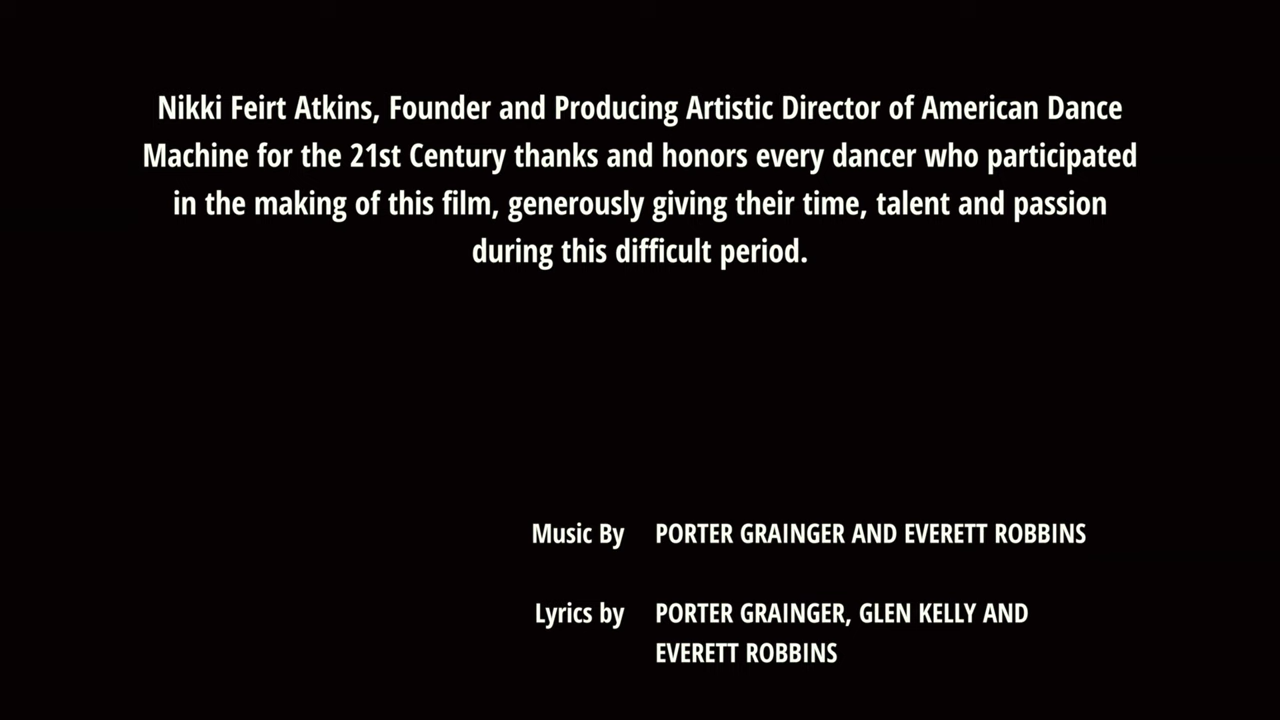 Nikki Feirt Atkins, Founder and Producing Artistic Director of American Dance
Machine for the 21st Century thanks and honors every dancer who participated
in the making of this film, generously giving their time, talent and passion
during this difficult period.
Music By PORTER GRAINGER AND EVERETT ROBBINS
Lyrics by PORTER GRAINGER, GLEN KELLY AND
EVERETT ROBBINS